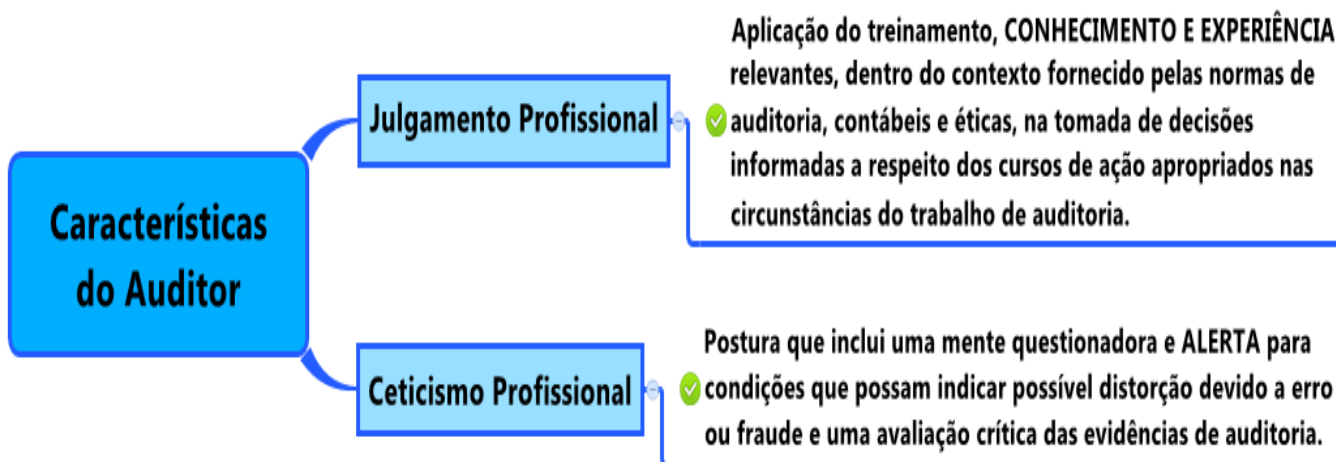 Características
do Auditor
Julgamento Profissional
Aplicação do treinamento, CONHECIMENTO E EXPERIÊNCIA
relevantes, dentro do contexto fornecido pelas normas de
auditoria, contábeis e éticas, na tomada de decisões
informadas a respeito dos cursos de ação apropriados nas
circunstâncias do trabalho de auditoria.
Ceticismo Profissional
Postura que inclui uma mente questionadora e ALERTA para
condições que possam indicar possível distorção devido a erro
ou fraude e uma avaliação crítica das evidências de auditoria.